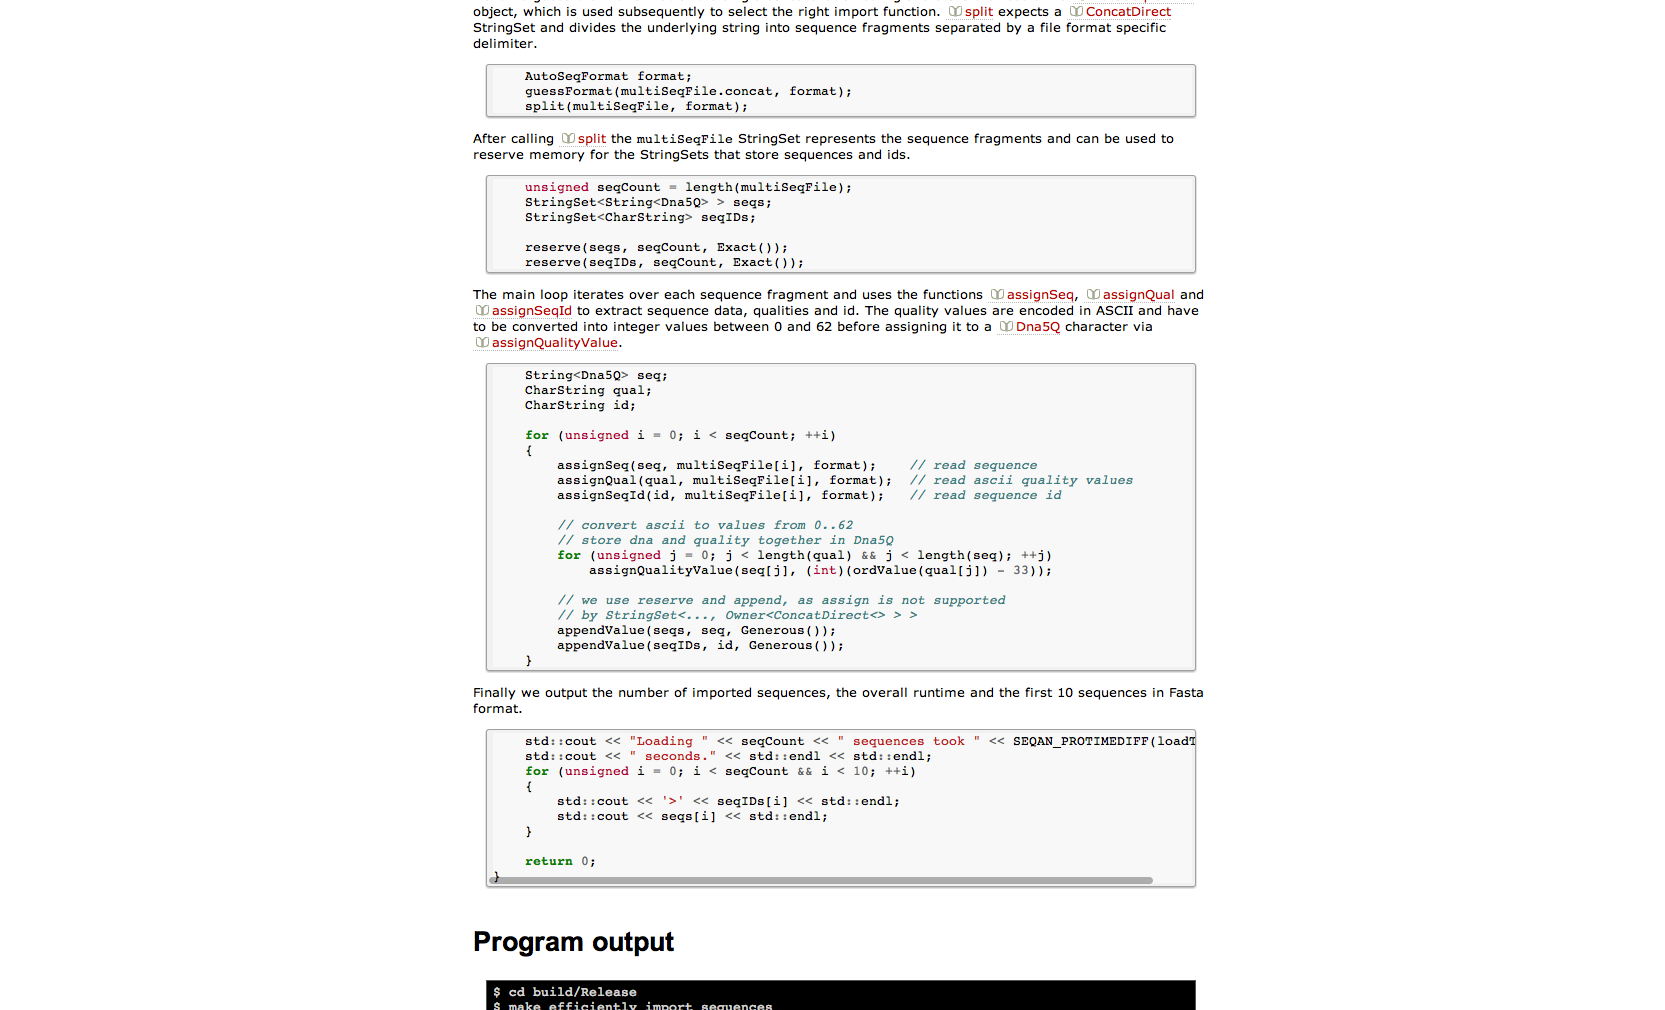 object, which is used subsequently to select the right import function. split expects a ConcatDirect
StringSet and divides the underlying string into sequence fragments separated by a file format specific
delimiter.
AutoSeqFormat format;
guessFormat(multiSeqFile.concat, format);
split(multiSeqFile, format);
After calling split the multiSeqFile StringSet represents the sequence fragments and can be used to
reserve memory for the StringSets that store sequences and ids.
unsigned seqCount = length(multiSeqFile);
StringSet<String<Dna5Q> > seqs;
StringSet<CharString> seqIDs;
reserve(seqs, seqCount, Exact());
reserve(seqIDs, seqCount, Exact());
The main loop iterates over each sequence fragment and uses the functions assignSeq, assignQual and
assignSeqId to extract sequence data, qualities and id. The quality values are encoded in ASCII and have
to be converted into integer values between 0 and 62 before assigning it to a Dna5Q character via
assignQualityValue.
String<Dna5Q> seq;
CharString qual;
CharString id;
for (unsigned i = 0; i < seqCount; ++i)
{
assignSeq(seq, multiSeqFile[i], format); // read sequence
assignQual(qual, multiSeqFile[i], format); // read ascii quality values
assignSeqId(id, multiSeqFile[i], format); // read sequence id
// convert ascii to values from 0..62
// store dna and quality together in Dna5Q
for (unsigned j = 0; j < length(qual) && j < length(seq); ++j)
assignQualityValue(seq[j], (int)(ordValue(qual[j]) - 33));
// we use reserve and append, as assign is not supported
// by StringSet<..., Owner<ConcatDirect<> > >
appendValue(seqs, seq, Generous());
appendValue(seqIDs, id, Generous());
}
Finally we output the number of imported sequences, the overall runtime and the first 10 sequences in Fasta
format.
std::cout << "Loading " << seqCount << " sequences took " << SEQAN_PROTIMEDIFF(loadT
std::cout << " seconds." << std::endl << std::endl;
for (unsigned i = 0; i < seqCount && i < 10; ++i)
{
std::cout << '>' << seqIDs[i] << std::endl;
std::cout << seqs[i] << std::endl;
}
return 0;
}
Program output
$ cd build/Release
$ make efficiently_import_sequences